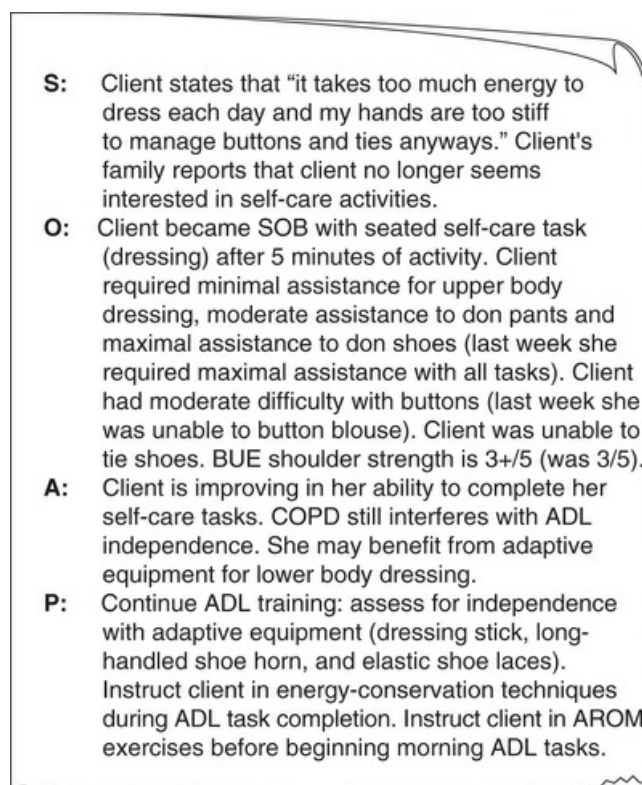 S: Client states that “it takes too much energy to
dress each day and my hands are too stiff
to manage buttons and ties anyways.” Client's
family reports that client no longer seems
interested in self-care activities.
O: Client became SOB with seated self-care task
(dressing) after 5 minutes of activity. Client
required minimal assistance for upper body
dressing, moderate assistance to don pants and
maximal assistance to don shoes (last week she
required maximal assistance with all tasks). Client
had moderate difficulty with buttons (last week she
was unable to button blouse). Client was unable to
tie shoes. BUE shoulder strength is 3+/5 (was 3/5).
A: Client is improving in her ability to complete her
self-care tasks. COPD still interferes with ADL
independence. She may benefit from adaptive
equipment for lower body dressing.
P: Continue ADL training: assess for independence
with adaptive equipment (dressing stick, long-
handled shoe horn, and elastic shoe laces).
Instruct client in energy-conservation techniques
during ADL task completion. Instruct client in AROM
exercises before beginning morning ADL tasks.